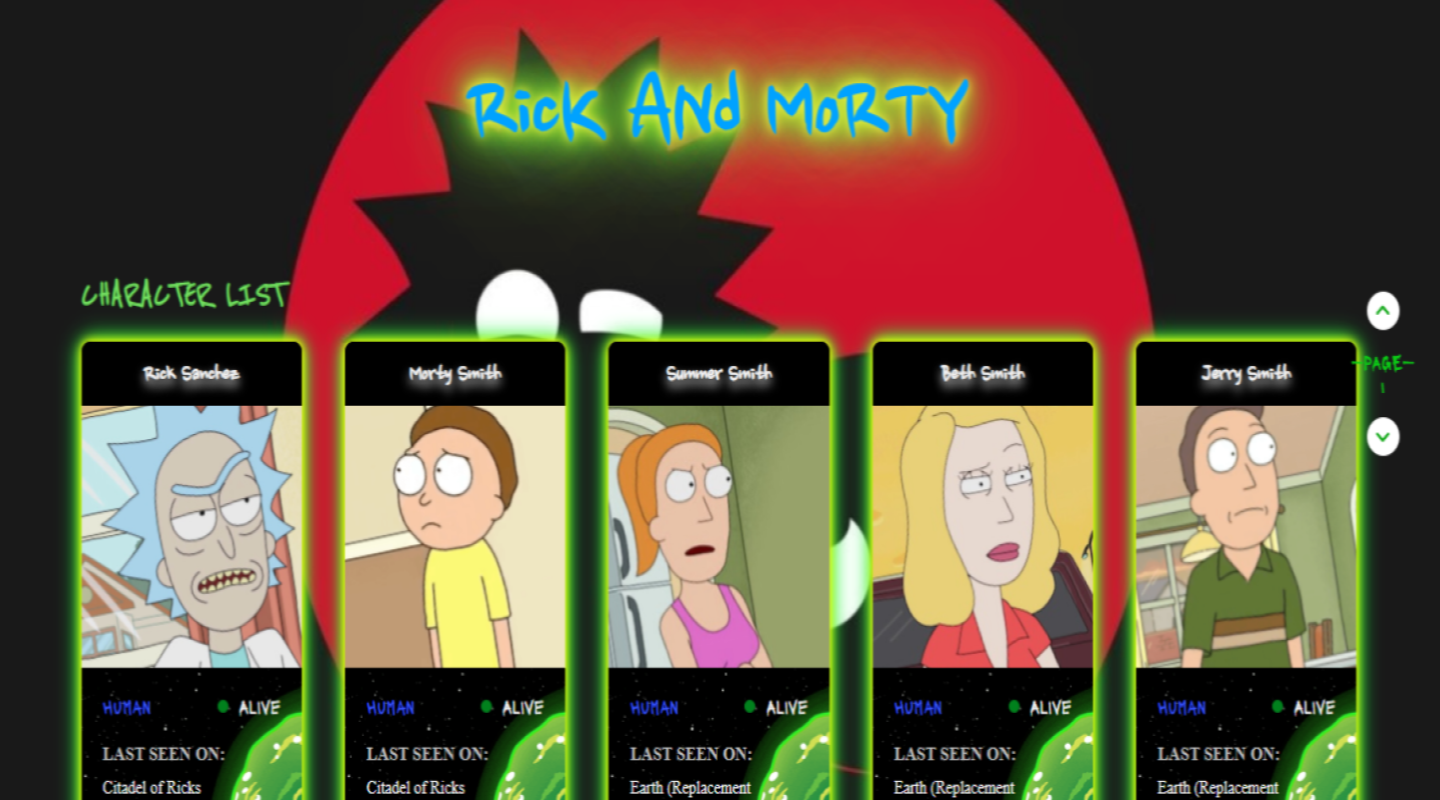 Rick And Morty
CHARACTER LIST
Rick Sanchez
Morty Smith
Summer Smith
Beth Smith
Jerry Smith
-PAGE-
1
HUMAN
ALIVE
HUMAN
ALIVE
HUMAN
ALIVE
HUMAN
ALIVE
HUMAN
ALIVE
LAST SEEN ON:
LAST SEEN ON:
LAST SEEN ON:
LAST SEEN ON:
LAST SEEN ON:
Citadel of Ricks
Citadel of Ricks
Earth (Replacement
Earth (Replacement
Earth (Replacement